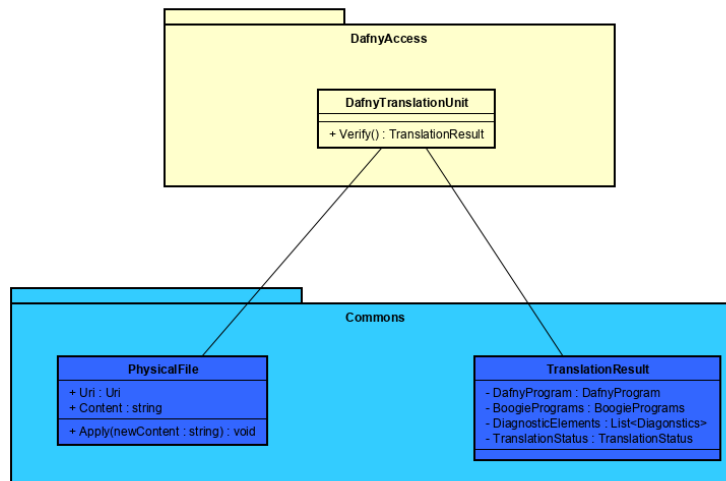 DafnyAccess
DafnyTranslationUnit
+ Verify() : TranslationResult
Commons
PhysicalFile
+ Uri : Uri
+ Content : string
+ Apply(newContent : string) : void
TranslationResult
- DafnyProgram : DafnyProgram
- BoogiePrograms : BoogiePrograms
- DiagnosticElements : List<Diagonstics>
- TranslationStatus : TranslationStatus